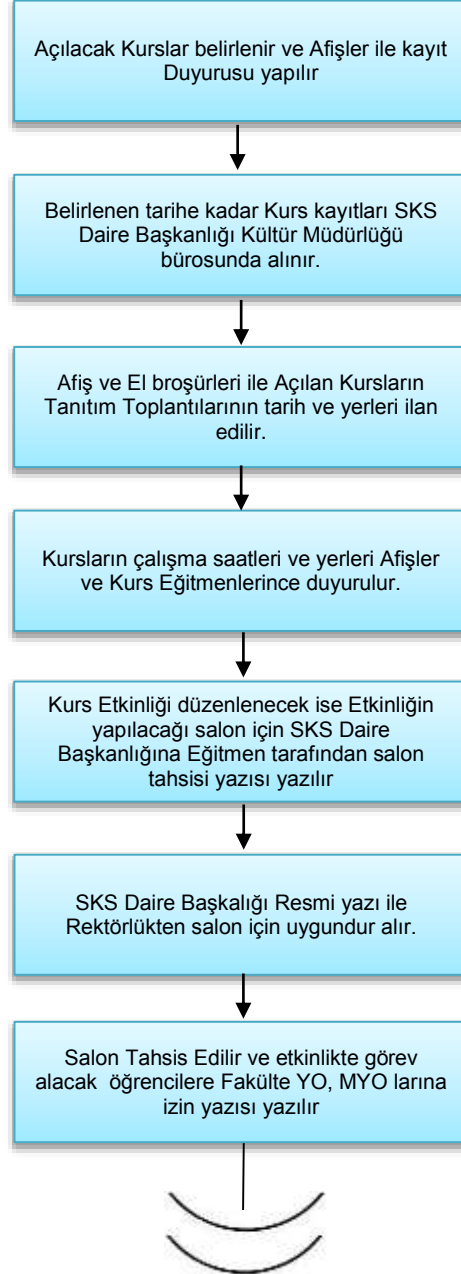 Açılacak Kurslar belirlenir ve Afişler ile kayıt
Duyurusu yapılır
Belirlenen tarihe kadar Kurs kayıtları SKS
Daire Başkanlığı Kültür Müdürlüğü
bürosunda alınır.
Afiş ve El broşürleri ile Açılan Kursların
Tanıtım Toplantılarının tarih ve yerleri ilan
edilir.
Kursların çalışma saatleri ve yerleri Afişler
ve Kurs Eğitmenlerince duyurulur.
Kurs Etkinliği düzenlenecek ise Etkinliğin
yapılacağı salon için SKS Daire
Başkanlığına Eğitmen tarafından salon
tahsisi yazısı yazılır
SKS Daire Başkalığı Resmi yazı ile
Rektörlükten salon için uygundur alır.
Salon Tahsis Edilir ve etkinlikte görev
alacak öğrencilere Fakülte YO, MYO larına
izin yazısı yazılır